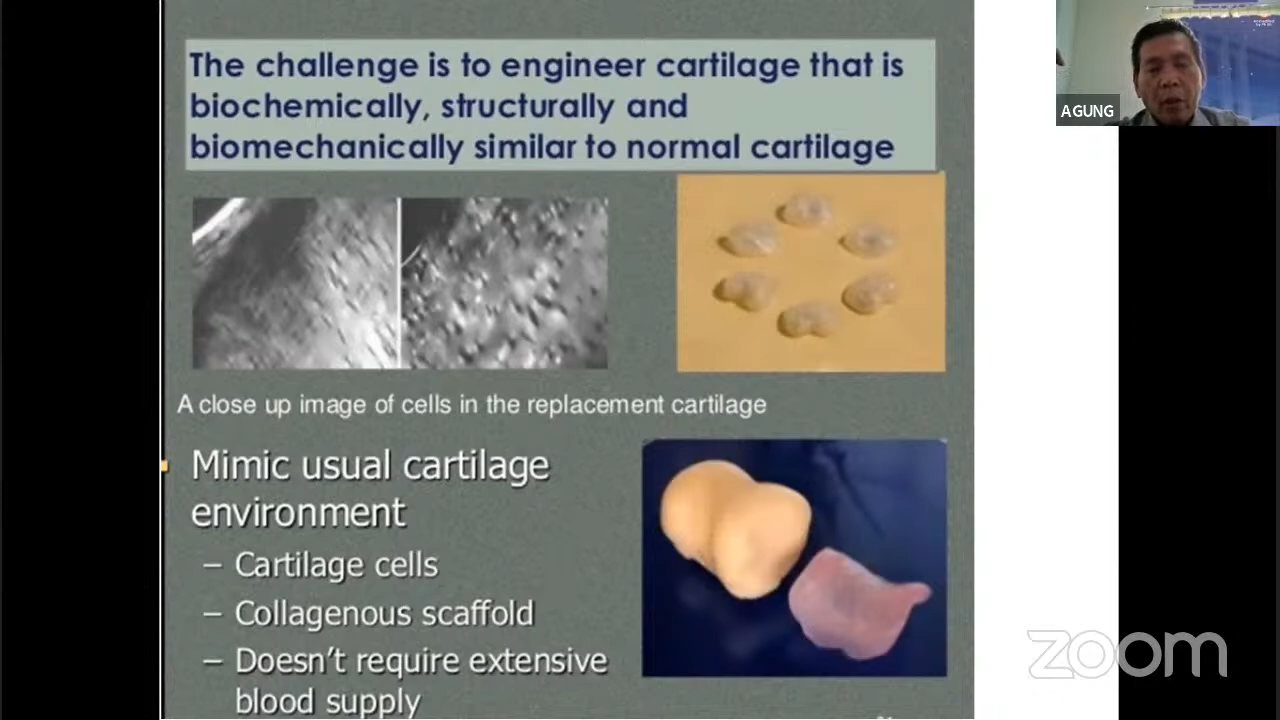 The challenge is to engineer cartilage that is
biochemically, structurally and
biomechanically similar to normal cartilage
AGUNG
A close up image of cells in the replacement cartilage
Mimic usual cartilage
environment
– Cartilage cells
– Collagenous scaffold
– Doesn't require extensive
blood supply
zoom